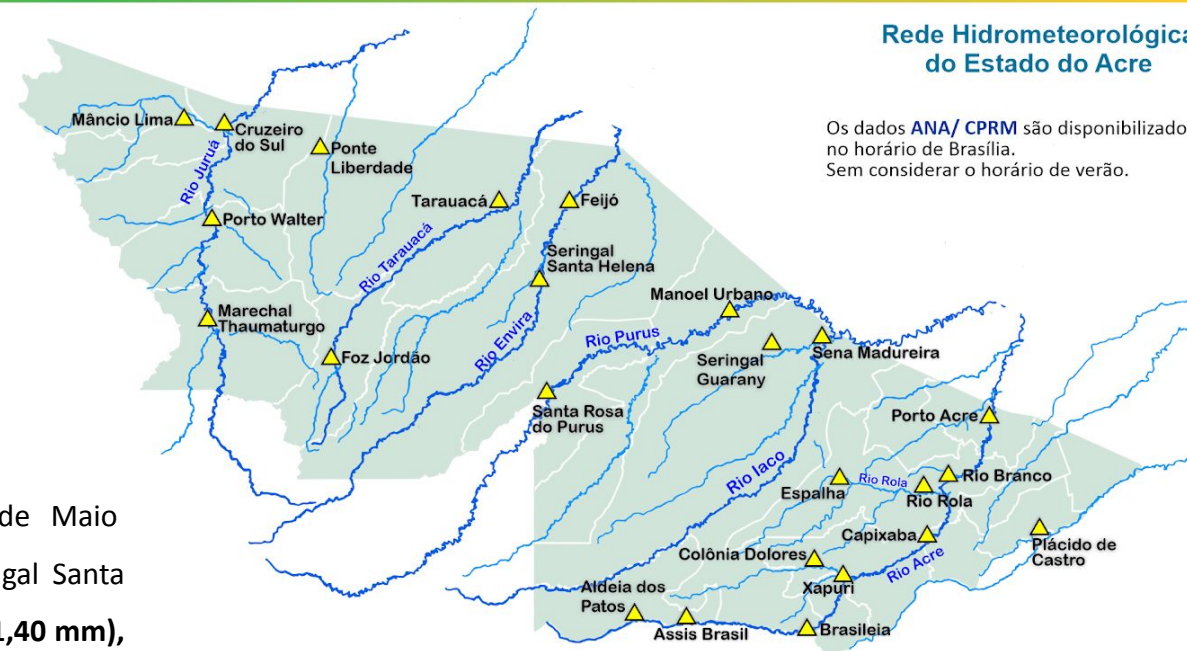 Rede Hidrometeorológica
do Estado do Acre
Os dados ANA/ CPRM são disponibilizado
no horário de Brasília.
Sem considerar o horário de verão.
Mâncio Lima
Cruzeiro
do Sul
Ponte
Liberdade
Rio Juruá
Porto Walter
Tarauacá
Feijó
Rio Tarauacá
Seringal
Santa Helena
Marechal
Thaumaturgo
Foz Jordão
Rio Envira
Manoel Urbano
Rio Purus
Seringal
Guarany
Sena Madureira
Santa Rosa
do Purus
Porto Acre
Rio Iaco
Espalha
Rio Rola
Rio Rola
Rio Branco
Capixaba
Plácido de
Castro
Colônia Dolores
Xapuri
Rio Acre
Aldeia dos
Patos
Assis Brasil
Brasileia
de Maio
gal Santa
1,40 mm),